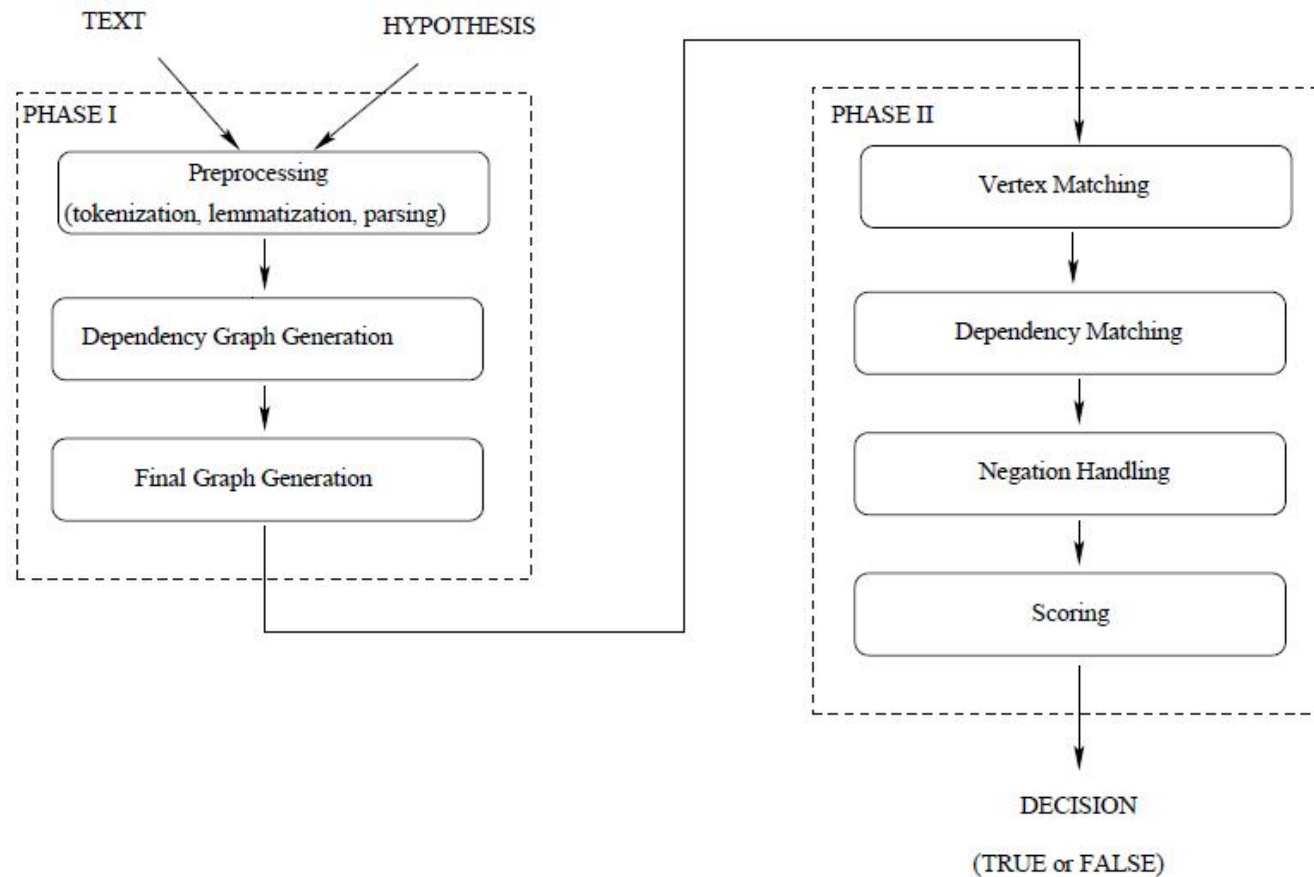 TEXT
HYPOTHESIS
PHASE I
Preprocessing
(tokenization, lemmatization, parsing)
Dependency Graph Generation
Final Graph Generation
PHASE II
Vertex Matching
Dependency Matching
Negation Handling
Scoring
DECISION
(TRUE or FALSE)